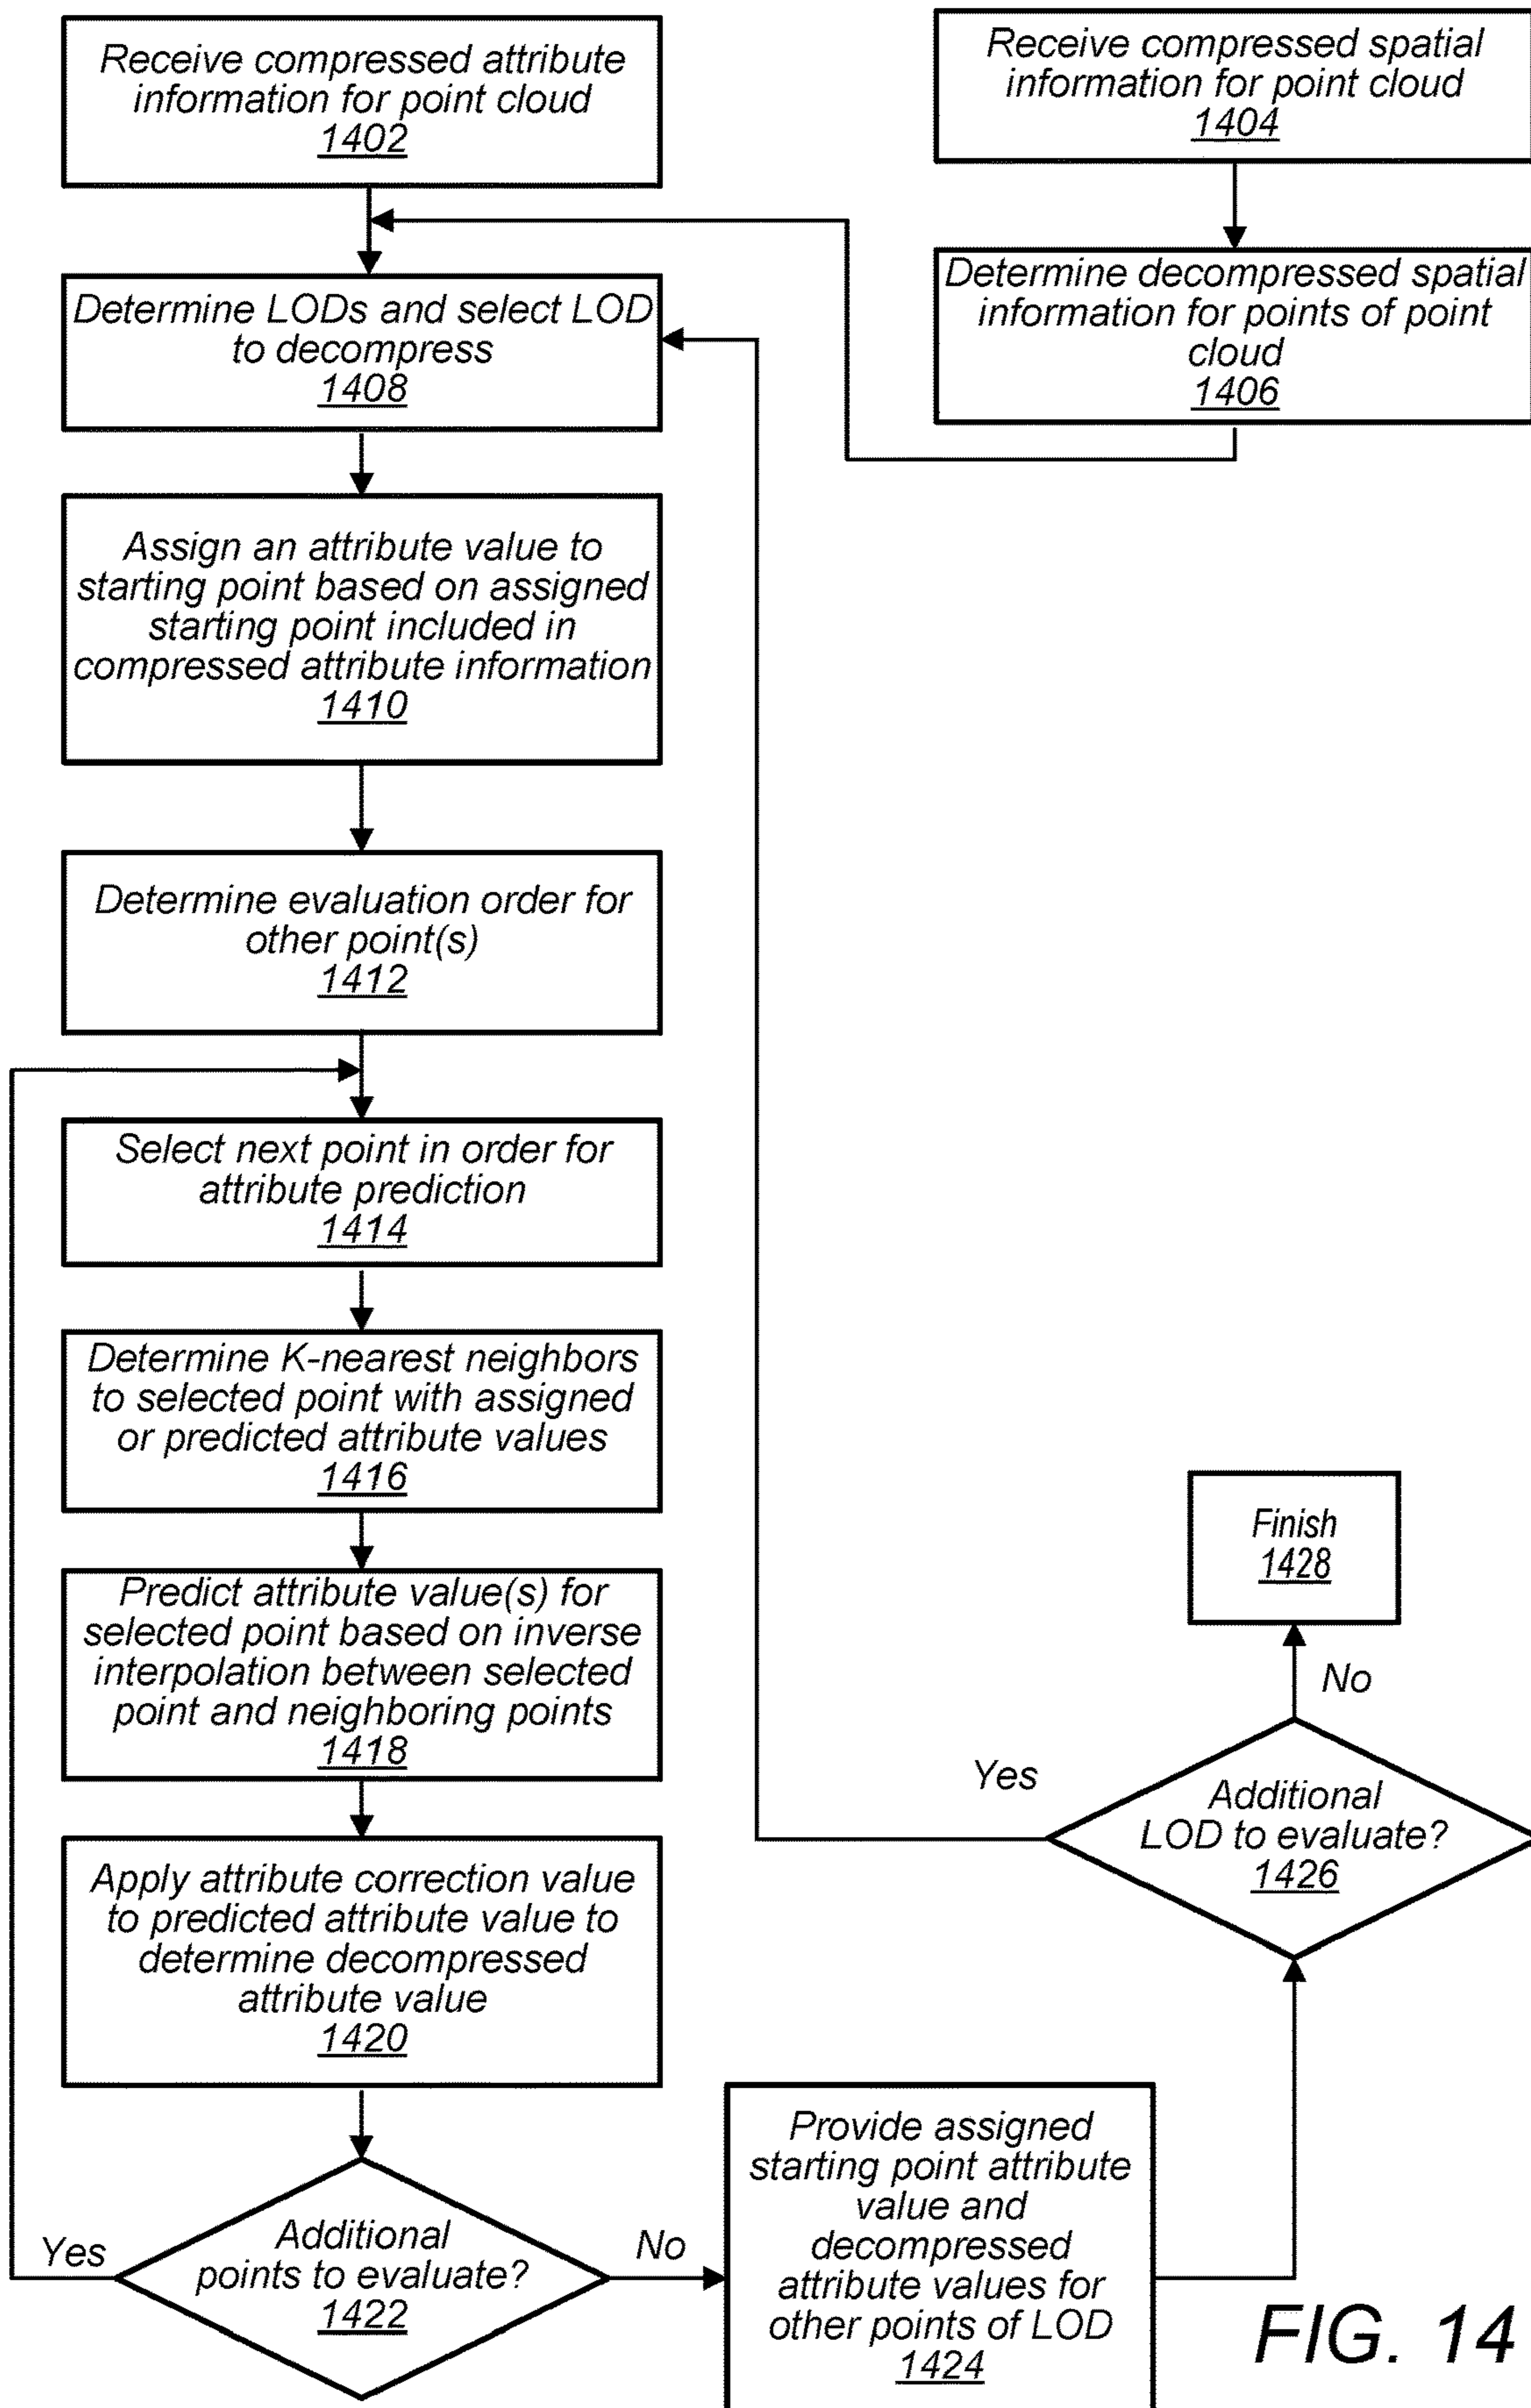 Receive compressed attribute
information for point cloud
1402
Receive compressed spatial
information for point cloud
1404
Determine decompressed spatial
information for points of point
cloud
1406
Determine LODs and select LOD
to decompress
1408
Assign an attribute value to
starting point based on assigned
starting point included in
compressed attribute information
1410
Determine evaluation order for
other point(s)
1412
Select next point in order for
attribute prediction
1414
Determine K-nearest neighbors
to selected point with assigned
or predicted attribute values
1416
Predict attribute value(s) for
selected point based on inverse
interpolation between selected
point and neighboring points
1418
Apply attribute correction value
to predicted attribute value to
determine decompressed
attribute value
1420
Yes
Additional
points to evaluate?
1422
No
Provide assigned
starting point attribute
value and
decompressed
attribute values for
other points of LOD
1424
Yes
Additional
LOD to evaluate?
1426
No
Finish
1428
FIG. 14